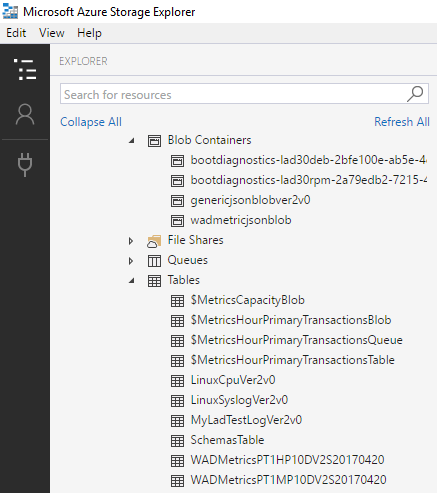 Microsoft Azure Storage Explorer
Edit View Help
EXPLORER
Search for resources
Collapse All Refresh All
Blob Containers
bootdiagnostics-lad30deb-2bfe100e-ab5e-4
bootdiagnostics-lad30rpm-2a79edb2-7215-4
genericjsonblobver2v0
wadmetricjsonblob
File Shares
Queues
Tables
$MetricsCapacityBlob
$MetricsHourPrimaryTransactionsBlob
$MetricsHourPrimaryTransactionsQueue
$MetricsHourPrimaryTransactionsTable
LinuxCpuVer2v0
LinuxSyslogVer2v0
MyLadTestLogVer2v0
SchemasTable
WADMetricsPT1HP10DV2S20170420
WADMetricsPT1MP10DV2S20170420